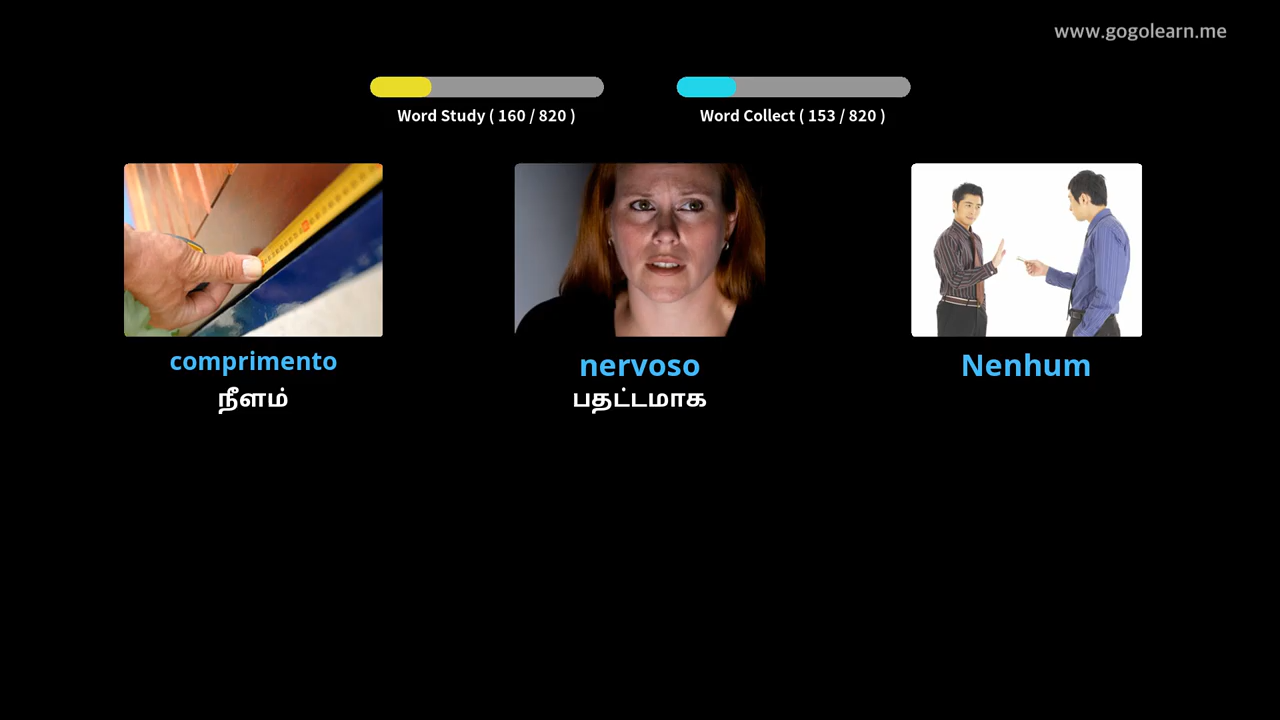 www.gogolearn.me
Word Study ( 160 / 820 )
Word Collect ( 153 / 820 )
comprimento
நீளம்
nervoso
பதட்டமாக
Nenhum